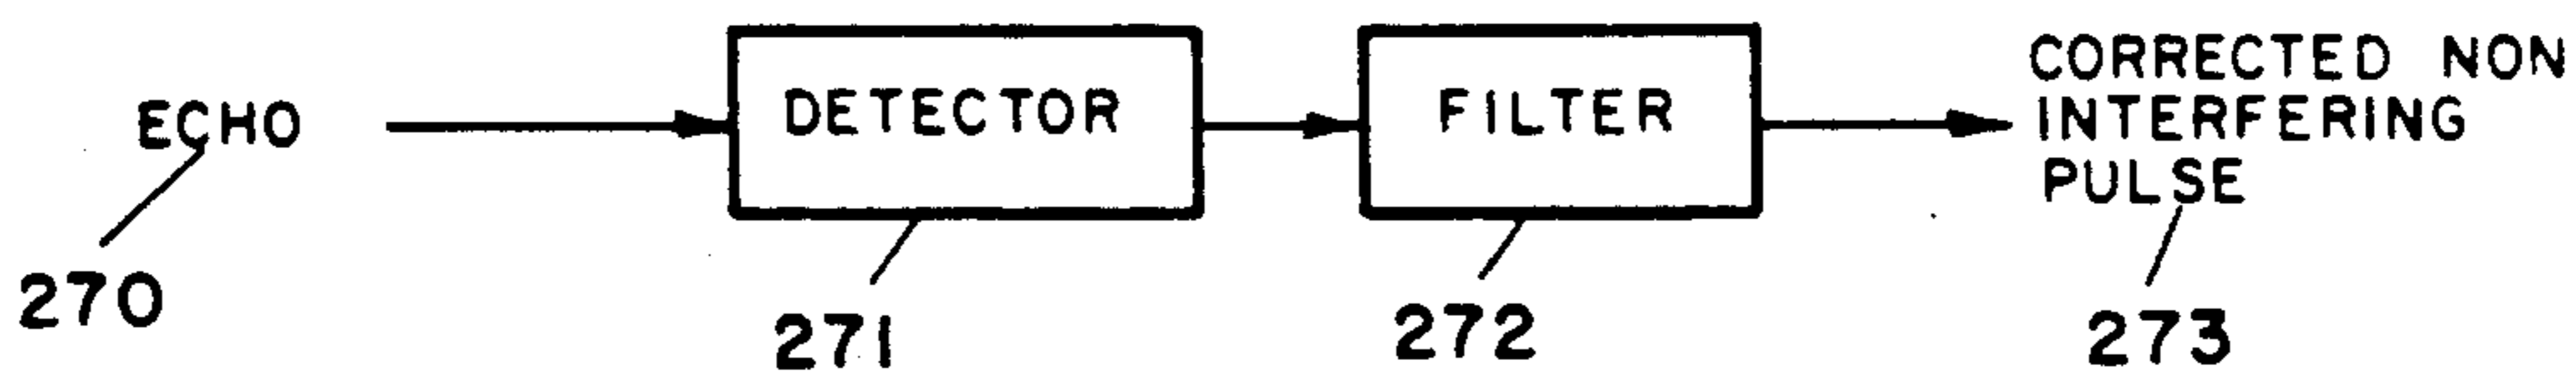 ECHO
DETECTOR
FILTER
CORRECTED NON
INTERFERING
PULSE
270
271
272
273